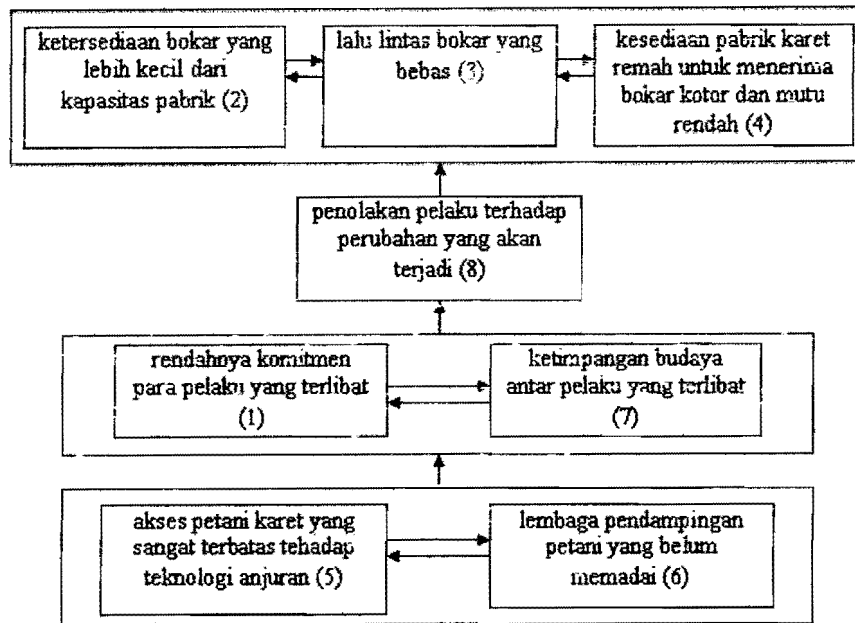 ketersediaan bokar yang
lebih kecil dari
kapasitas pabrik (2)
lalu lintas bokar yang
bebas (3)
kesediaan pabrik karet
remah untuk menerima
bokar kotor dan mutu
rendah (4)
penolakan pelaku terhadap
perubahan yang akan
terjadi (8)
rendahnya komitmen
para pelaku yang terlibat
(1)
ketimpangan budaya
antar pelaku yang terlibat
(7)
akses petani karet yang
sangat terbatas tehadap
teknologi anjuran (5)
lembaga pendampingan
petani yang belum
memadai (6)